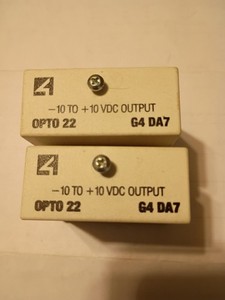 -10 TO +10 VDC OUTPUT
OPTO 22 G4 DA7
-10 TO +10 VDC OUTPUT
OPTO 22 G4 DA7